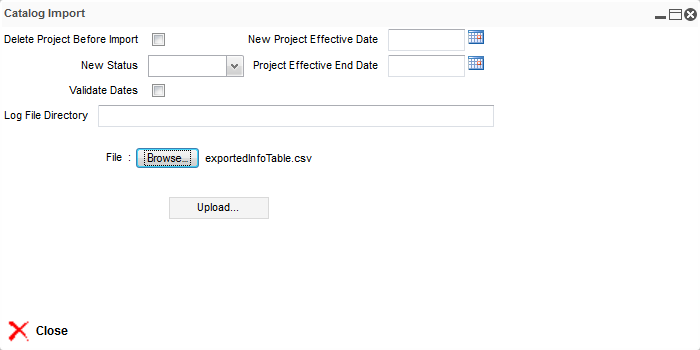 Catalog Import
Delete Project Before Import New Project Effective Date
New Status Project Effective End Date
Validate Dates
Log File Directory
File : Browse... exportedInfoTable.csv
Upload...
Close